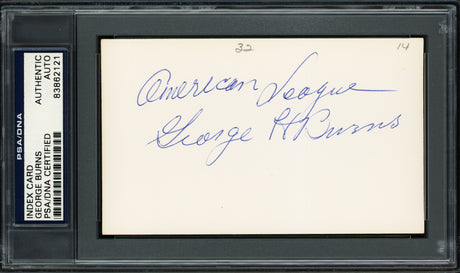 32
14
American League
George H Burns
PSA/DNA
AUTHENTIC
AUTO
83862121
INDEX CARD
GEORGE BURNS
PSA/DNA CERTIFIED